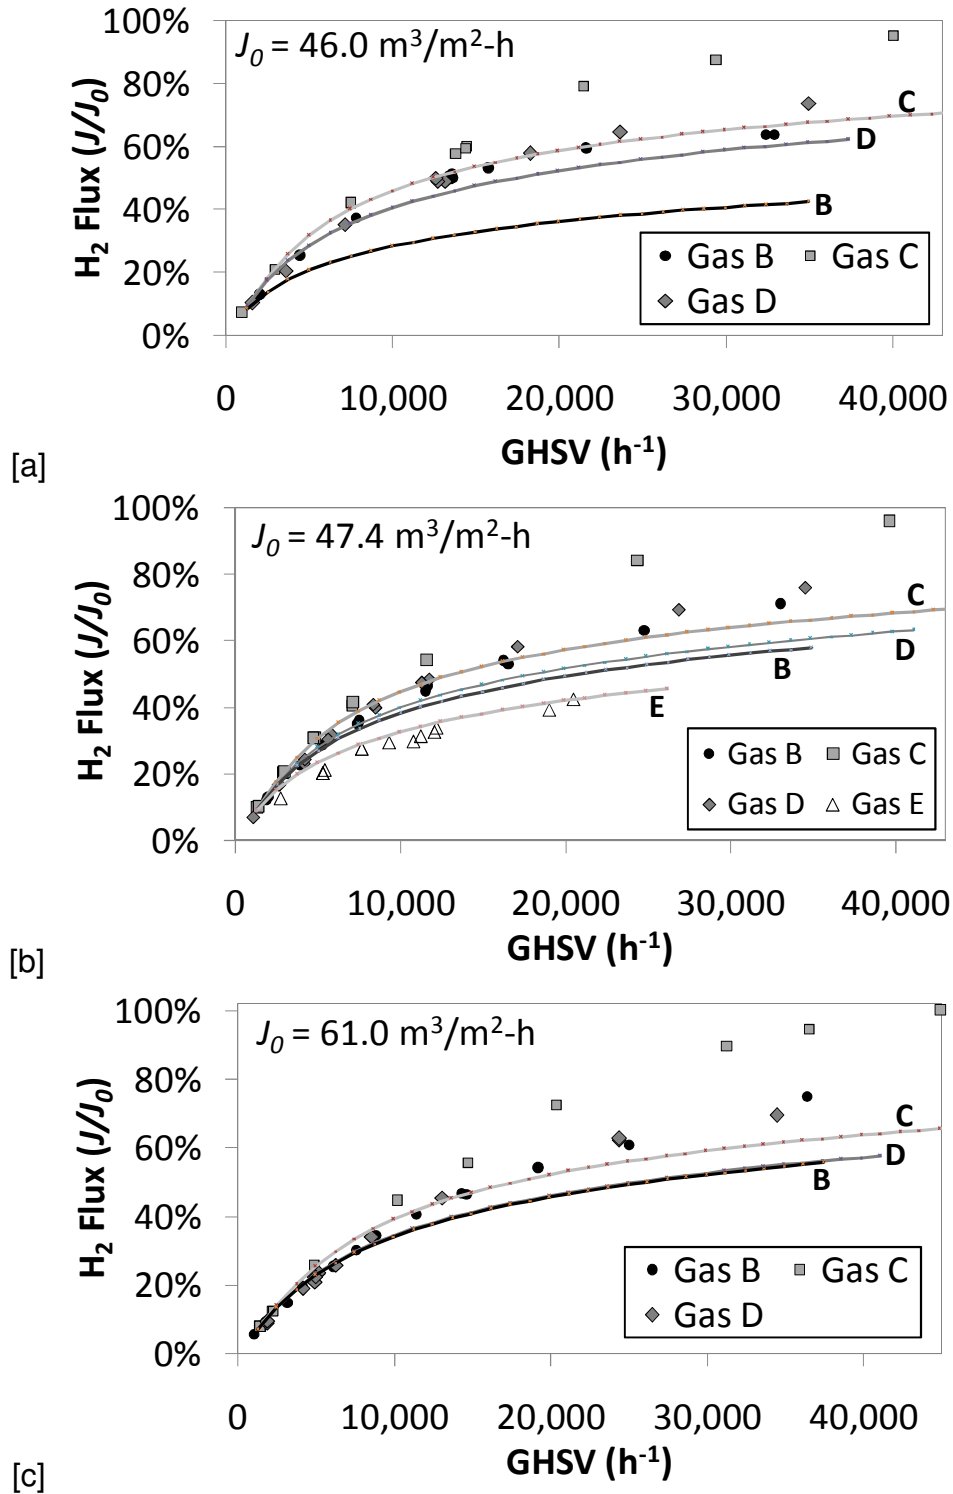 100%
J0 = 46.0 m³/m²-h
80%
C
60%
D
40%
B
20%
Gas B Gas C
Gas D
0%
H2 Flux (J/J0)
0 10,000 20,000 30,000 40,000
GHSV (h⁻¹)
[a]
100%
J0 = 47.4 m³/m²-h
80%
C
60%
D
B
40%
E
20%
Gas B Gas C
Gas D Gas E
0%
H2 Flux (J/J0)
0 10,000 20,000 30,000 40,000
GHSV (h⁻¹)
[b]
100%
J0 = 61.0 m³/m²-h
80%
C
60%
D
B
40%
20%
Gas B Gas C
Gas D
0%
H2 Flux (J/J0)
0 10,000 20,000 30,000 40,000
GHSV (h⁻¹)
[c]